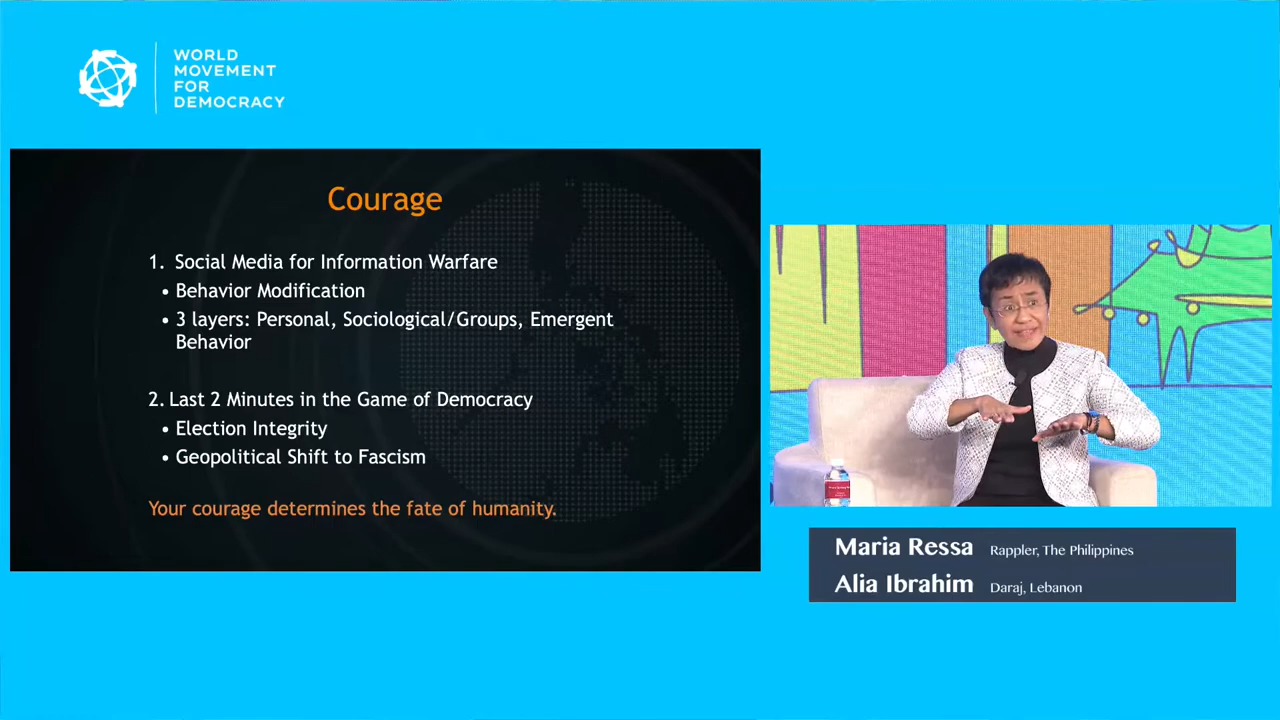 WORLD
MOVEMENT
FOR
DEMOCRACY
Courage
1. Social Media for Information Warfare
• Behavior Modification
• 3 layers: Personal, Sociological/Groups, Emergent
Behavior
2. Last 2 Minutes in the Game of Democracy
• Election Integrity
• Geopolitical Shift to Fascism
Your courage determines the fate of humanity.
Maria Ressa Rappler, The Philippines
Alia Ibrahim Daraj, Lebanon